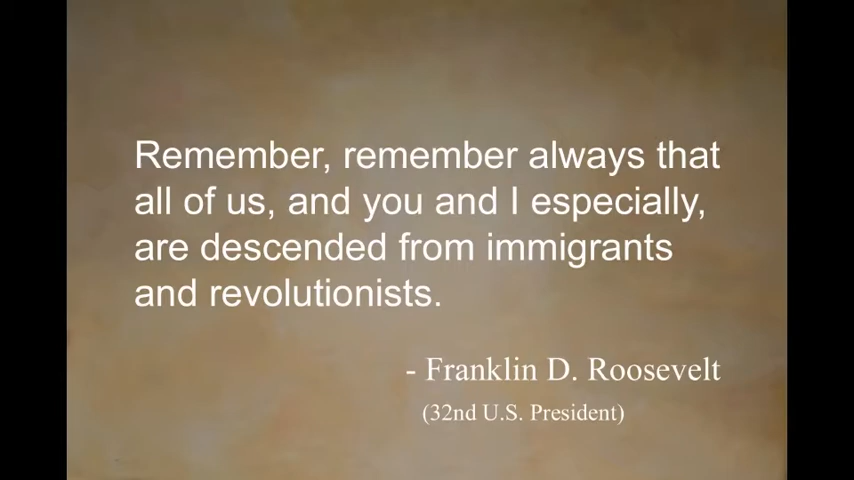 Remember, remember always that
all of us, and you and I especially,
are descended from immigrants
and revolutionists.
- Franklin D. Roosevelt
(32nd U.S. President)